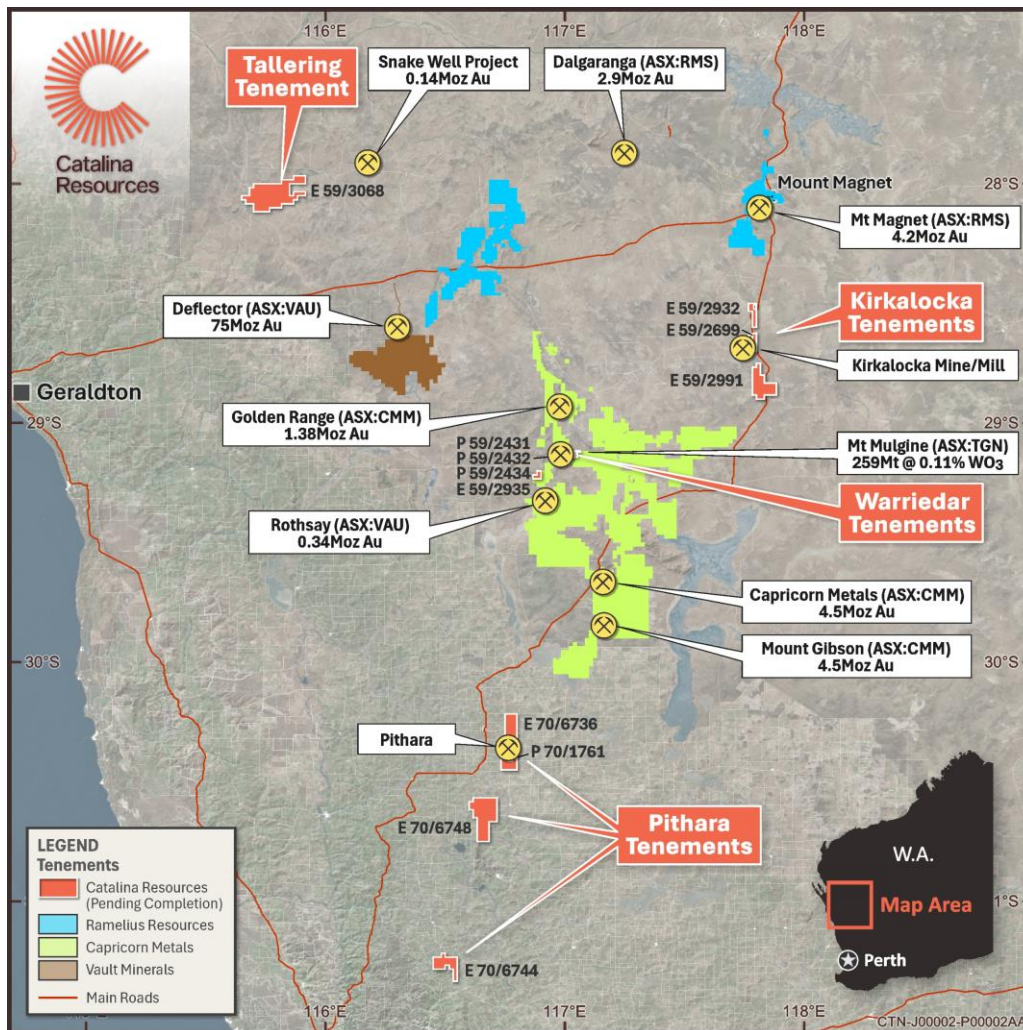 116°E
117°E
118°E
Catalina
Resources
Tallering
Tenement
Snake Well Project
0.14Moz Au
Dalgaranga (ASX:RMS)
2.9Moz Au
E 59/3068
Mount Magnet
28°S
Mt Magnet (ASX:RMS)
4.2Moz Au
Deflector (ASX:VAU)
75Moz Au
E 59/2932
E 59/2699
Kirkalocka
Tenements
Kirkalocka Mine/Mill
E 59/2991
Geraldton
29°S
29°S
Golden Range (ASX:CMM)
1.38Moz Au
P 59/2431
P 59/2432
P 59/2434
E 59/2935
Mt Mulgine (ASX:TGN)
259Mt @ 0.11% WO₃
Warriedar
Tenements
Rothsay (ASX:VAU)
0.34Moz Au
Capricorn Metals (ASX:CMM)
4.5Moz Au
Mount Gibson (ASX:CMM)
4.5Moz Au
30°S
30°S
Pithara
E 70/6736
P 70/1761
E 70/6748
Pithara
Tenements
E 70/6744
LEGEND
Tenements
Catalina Resources
(Pending Completion)
Ramelius Resources
Capricorn Metals
Vault Minerals
Main Roads
W.A.
Map Area
Perth
1°S
116°E
117°E
118°E
CTN-J00002-P00002AA